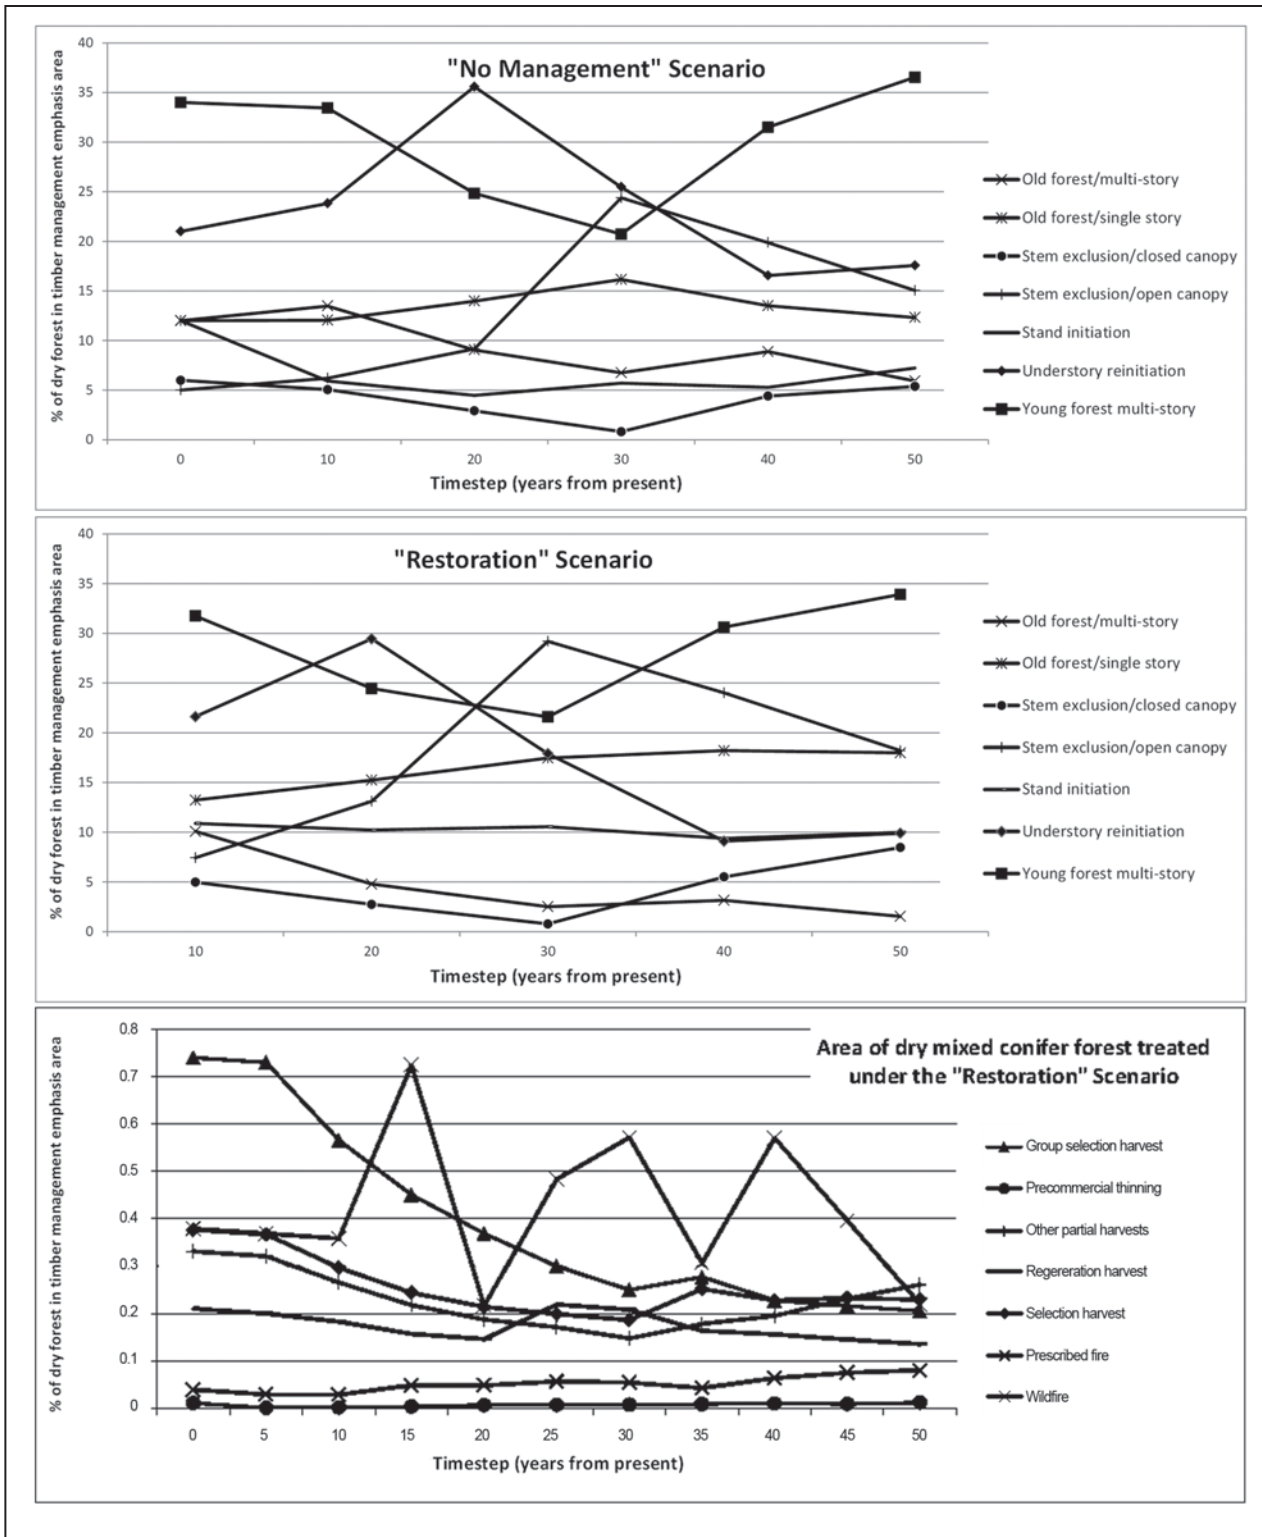 "No Management" Scenario
% of dry forest in timber management emphasis area
40
35
30
25
20
15
10
5
0
0 10 20 30 40 50
Timestep (years from present)
Old forest/multi-story
Old forest/single story
Stem exclusion/closed canopy
Stem exclusion/open canopy
Stand initiation
Understory reinitiation
Young forest multi-story
"Restoration" Scenario
% of dry forest in timber management emphasis area
40
35
30
25
20
15
10
5
0
10 20 30 40 50
Timestep (years from present)
Old forest/multi-story
Old forest/single story
Stem exclusion/closed canopy
Stem exclusion/open canopy
Stand initiation
Understory reinitiation
Young forest multi-story
Area of dry mixed conifer forest treated
under the "Restoration" Scenario
% of dry forest in timber management emphasis area
0.8
0.7
0.6
0.5
0.4
0.3
0.2
0.1
0
0 5 10 15 20 25 30 35 40 45 50
Timestep (years from present)
Group selection harvest
Precommercial thinning
Other partial harvests
Regereration harvest
Selection harvest
Prescribed fire
Wildfire